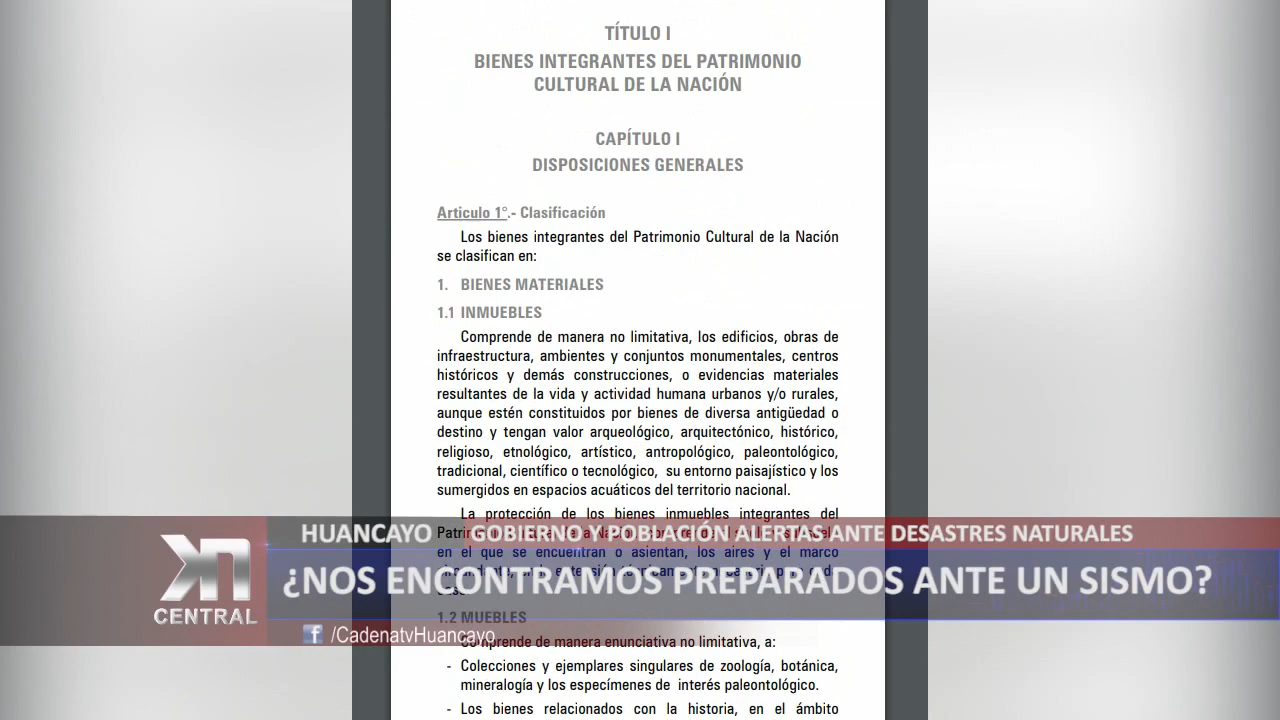 TÍTULO I
BIENES INTEGRANTES DEL PATRIMONIO
CULTURAL DE LA NACIÓN
CAPÍTULO I
DISPOSICIONES GENERALES
Articulo 1°.- Clasificación
Los bienes integrantes del Patrimonio Cultural de la Nación
se clasifican en:
1. BIENES MATERIALES
1.1 INMUEBLES
Comprende de manera no limitativa, los edificios, obras de
infraestructura, ambientes y conjuntos monumentales, centros
históricos y demás construcciones, o evidencias materiales
resultantes de la vida y actividad humana urbanos y/o rurales,
aunque estén constituidos por bienes de diversa antigüedad o
destino y tengan valor arqueológico, arquitectónico, histórico,
religioso, etnológico, artístico, antropológico, paleontológico,
tradicional, científico o tecnológico, su entorno paisajístico y los
sumergidos en espacios acuáticos del territorio nacional.
La protección de los bienes inmuebles integrantes del
HUANCAYO - GOBIERNO Y POBLACIÓN ALERTAS ANTE DESASTRES NATURALES
en el que se encuentran o asientan, los aires y el marco
¿NOS ENCONTRAMOS PREPARADOS ANTE UN SISMO?
CENTRAL
1.2 MUEBLES
/CadenatvHuancayo
Comprende de manera enunciativa no limitativa, a:
- Colecciones y ejemplares singulares de zoología, botánica,
mineralogía y los especímenes de interés paleontológico.
- Los bienes relacionados con la historia, en el ámbito